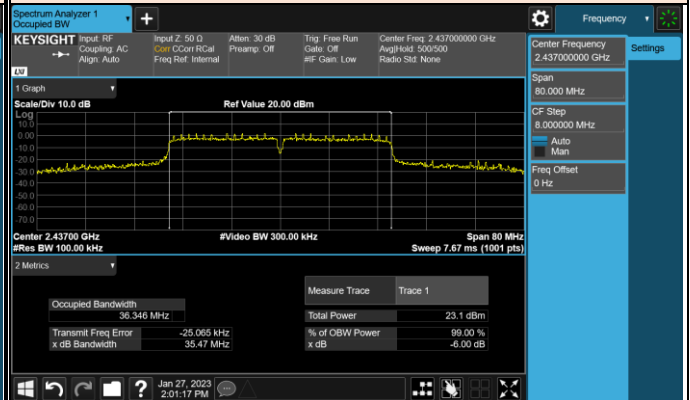 Spectrum Analyzer 1
Occupied BW
+
Frequency
KEYSIGHT
Input: RF
Coupling: AC
Align: Auto
Input Z: 50 Ω
Corr CCorr RCal
Freq Ref: Internal
Atten: 30 dB
Preamp: Off
Trig: Free Run
Gate: Off
#IF Gain: Low
Center Freq: 2.437000000 GHz
Avg|Hold: 500/500
Radio Std: None
LXI
Center Frequency
2.437000000 GHz
Settings
Span
80.000 MHz
CF Step
8.000000 MHz
Auto
Man
Freq Offset
0 Hz
1 Graph
Scale/Div 10.0 dB
Ref Value 20.00 dBm
Log
10.0
0.00
-10.0
-20.0
-30.0
-40.0
-50.0
-60.0
-70.0
Center 2.43700 GHz
#Video BW 300.00 kHz
Span 80 MHz
#Res BW 100.00 kHz
Sweep 7.67 ms (1001 pts)
2 Metrics
Measure Trace
Trace 1
Occupied Bandwidth
36.346 MHz
Total Power
23.1 dBm
Transmit Freq Error
-25.065 kHz
% of OBW Power
99.00 %
x dB Bandwidth
35.47 MHz
x dB
-6.00 dB
?
Jan 27, 2023
2:01:17 PM